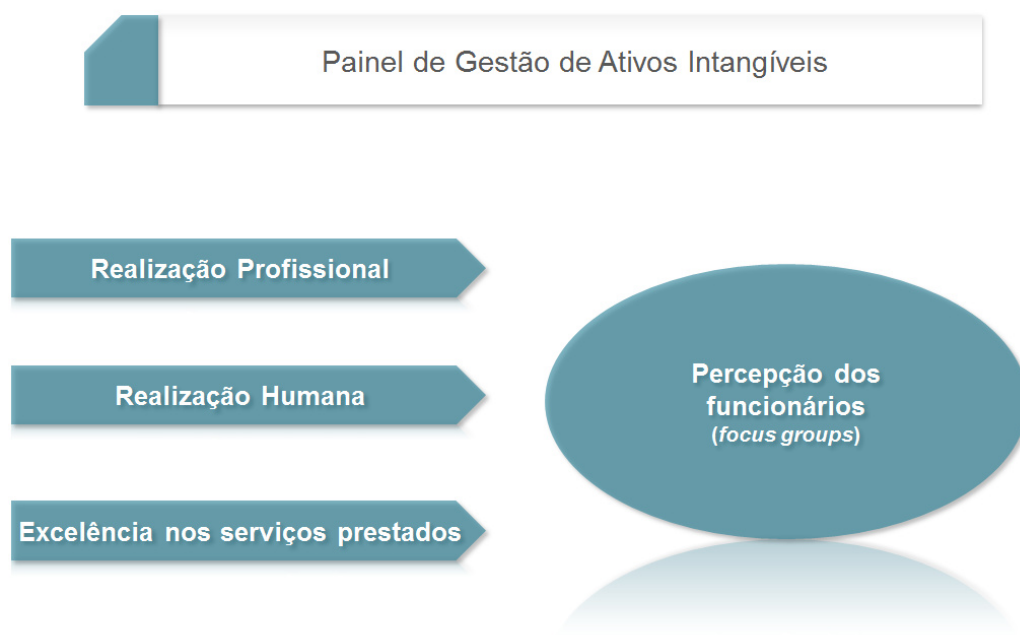 Painel de Gestão de Ativos Intangíveis
Realização Profissional
Realização Humana
Excelência nos serviços prestados
Percepção dos
funcionários
(focus groups)